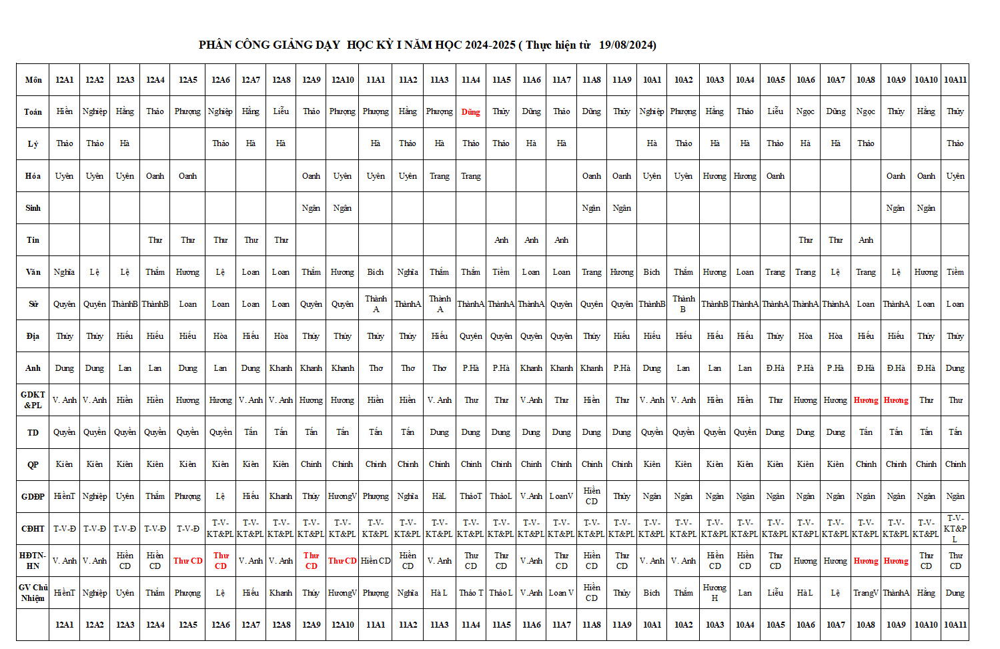 PHÂN CÔNG GIẢNG DẠY HỌC KỲ I NĂM HỌC 2024-2025 ( Thực hiện từ 19/08/2024)
Môn 12A1 12A2 12A3 12A4 12A5 12A6 12A7 12A8 12A9 12A10 11A1 11A2 11A3 11A4 11A5 11A6 11A7 11A8 11A9 10A1 10A2 10A3 10A4 10A5 10A6 10A7 10A8 10A9 10A10 10A11
Toán Hiền Nghiệp Hằng Thảo Phượng Nghiệp Hằng Liễu Thảo Phượng Phượng Hằng Phượng Dũng Thủy Dũng Thảo Dũng Thủy Nghiệp Phượng Hằng Thảo Liễu Ngọc Dũng Ngọc Thủy Hằng Thủy
Lý Thảo Thảo Hà Thảo Hà Hà Hà Thảo Hà Thảo Thảo Hà Hà Hà Thảo Hà Hà Thảo Hà Hà Thảo Thảo
Hóa Uyên Uyên Uyên Oanh Oanh Oanh Uyên Uyên Uyên Trang Trang Oanh Oanh Uyên Uyên Hương Hương Oanh Oanh Oanh Uyên
Sinh Ngân Ngân Ngân Ngân Ngân Ngân
Tin Thư Thư Thư Thư Thư Anh Anh Anh Thư Thư Anh
Văn Nghĩa Lệ Lệ Thắm Hương Lệ Loan Loan Thắm Hương Bích Nghĩa Thắm Thắm Tiềm Loan Loan Trang Hương Bích Thắm Hương Loan Trang Trang Lệ Trang Lệ Hương Tiềm
Sử Quyên Quyên ThànhB ThànhB Loan Loan Loan Loan Quyên Quyên Thành A ThànhA Thành A ThànhA ThànhA ThànhA Quyên Quyên Quyên ThànhB Thành B ThànhB ThànhA ThànhA ThànhA ThànhA Loan ThànhA Loan Loan
Địa Thúy Thúy Hiếu Hiếu Hiếu Hòa Hiếu Hòa Thúy Thúy Thúy Thúy Hiếu Quyên Quyên Quyên Quyên Thúy Hiếu Hiếu Hiếu Hiếu Hiếu Thúy Hòa Hòa Hiếu Hiếu Thúy Thúy
Anh Dung Dung Lan Lan Dung Lan Dung Khanh Khanh Khanh Thơ Thơ Thơ P.Hà P.Hà Khanh Khanh Khanh P.Hà Dung Lan Lan Lan Đ.Hà P.Hà P.Hà Đ.Hà Đ.Hà Đ.Hà Dung
GDKT &PL V. Anh V. Anh Hiền Hiền Hương Hương V. Anh V. Anh Hương Hương Hiền Hiền V. Anh Thư Thư V.Anh Thư Hiền Thư V. Anh V. Anh Hiền Hiền Thư Hương Hương Hương Hương Thư Thư
TD Quyền Quyền Quyền Quyền Quyền Quyền Tấn Tấn Tấn Tấn Tấn Tấn Dung Dung Dung Dung Dung Dung Dung Quyền Quyền Quyền Quyền Dung Dung Dung Tấn Tấn Tấn Tấn
QP Kiên Kiên Kiên Kiên Kiên Kiên Kiên Kiên Chinh Chinh Chinh Chinh Chinh Chinh Chinh Chinh Chinh Chinh Chinh Kiên Kiên Kiên Kiên Kiên Kiên Kiên Chinh Chinh Chinh Chinh
GDĐP HiềnT Nghiệp Uyên Thắm Phượng Lệ Hiếu Khanh Thúy HươngV Phượng Nghĩa HàL ThảoT ThảoL V.Anh LoanV Hiền CD Thủy Ngân Ngân Ngân Ngân Ngân Ngân Ngân Ngân Ngân Ngân Ngân
CĐHT T-V-Đ T-V-Đ T-V-Đ T-V-Đ T-V-Đ T-V-KT&PL T-V-KT&PL T-V-KT&PL T-V-KT&PL T-V-KT&PL T-V-KT&PL T-V-KT&PL T-V-KT&PL T-V-KT&PL T-V-KT&PL T-V-KT&PL T-V-KT&PL T-V-KT&PL T-V-KT&PL T-V-KT&PL T-V-KT&PL T-V-KT&PL T-V-KT&PL T-V-KT&PL T-V-KT&PL T-V-KT&PL T-V-KT&PL T-V-KT&PL T-V-KT&PL T-V-KT&PL
HĐTN-HN V. Anh V. Anh Hiền CD Hiền CD Thư CD Thư CD V. Anh V. Anh Thư CD Thư CD Hiền CD Hiền CD V. Anh Thư CD Thư CD V.Anh Thư CD Hiền CD Thư CD V. Anh V. Anh Hiền CD Hiền CD Thư CD Hương Hương Hương Hương Thư CD Thư CD
GV Chủ Nhiệm HiềnT Nghiệp Uyên Thắm Phượng Lệ Hiếu Khanh Thúy HươngV Phượng Nghĩa Hà L Thảo T Thảo L V.Anh Loan V Hiền CD Thủy Bích Thắm Hương H Lan Liễu Hà L Lệ TrangV ThànhA Hằng Dung
12A1 12A2 12A3 12A4 12A5 12A6 12A7 12A8 12A9 12A10 11A1 11A2 11A3 11A4 11A5 11A6 11A7 11A8 11A9 10A1 10A2 10A3 10A4 10A5 10A6 10A7 10A8 10A9 10A10 10A11